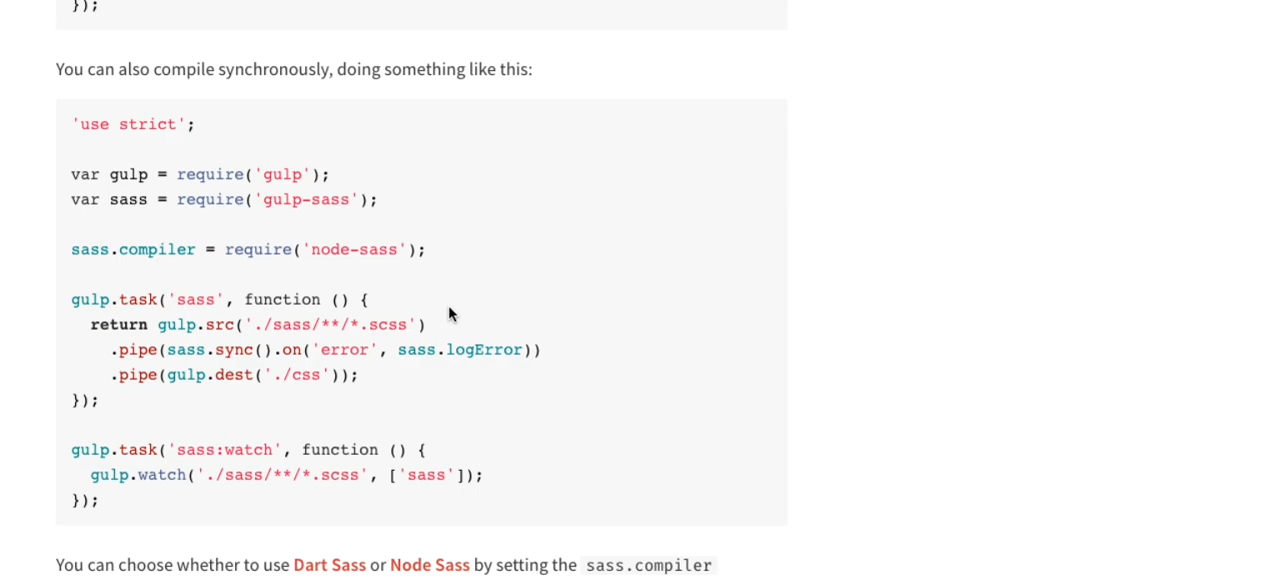 });
You can also compile synchronously, doing something like this:
'use strict';
var gulp = require('gulp');
var sass = require('gulp-sass');
sass.compiler = require('node-sass');
gulp.task('sass', function () {
  return gulp.src('./sass/**/*.scss')
    .pipe(sass.sync().on('error', sass.logError))
    .pipe(gulp.dest('./css'));
});
gulp.task('sass:watch', function () {
  gulp.watch('./sass/**/*.scss', ['sass']);
});
You can choose whether to use Dart Sass or Node Sass by setting the sass.compiler